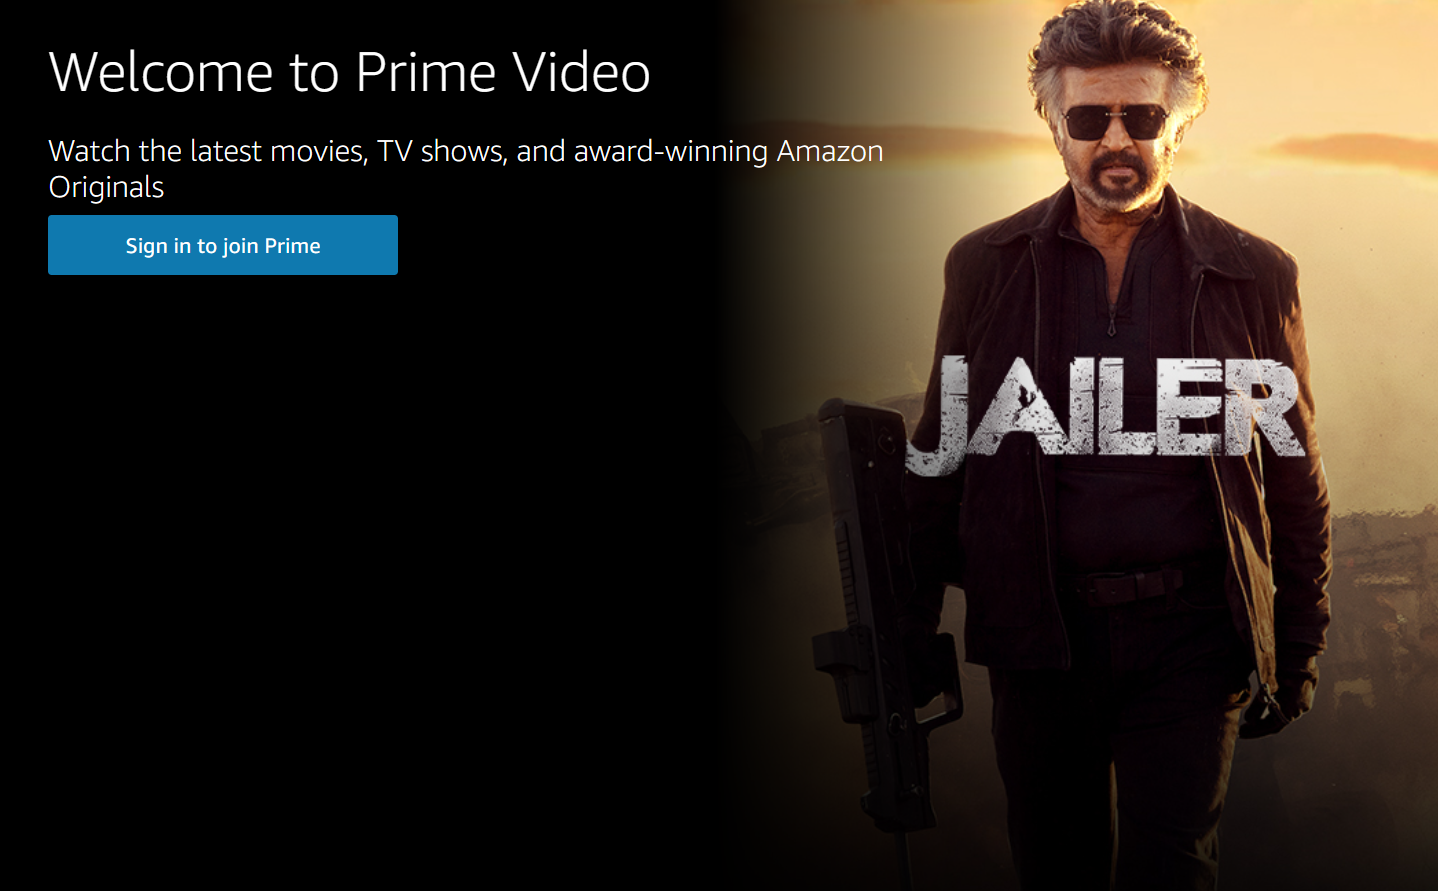 Welcome to Prime Video
Watch the latest movies, TV shows, and award-winning Amazon
Originals
Sign in to join Prime
JAILER